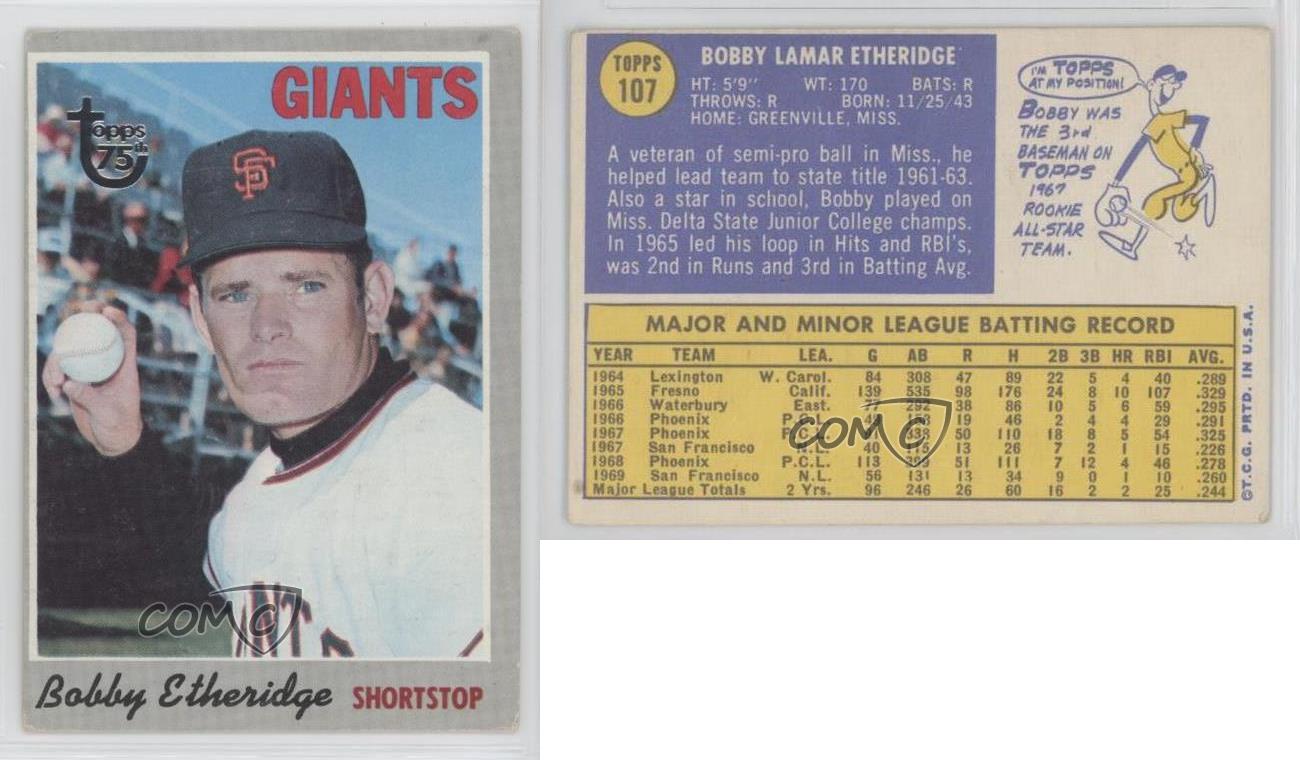 GIANTS
Topps
75th
SF
COMC
Bobby Etheridge SHORTSTOP
TOPPS
107
BOBBY LAMAR ETHERIDGE
HT: 5'9" WT: 170 BATS: R
THROWS: R BORN: 11/25/43
HOME: GREENVILLE, MISS.
A veteran of semi-pro ball in Miss., he
helped lead team to state title 1961-63.
Also a star in school, Bobby played on
Miss. Delta State Junior College champs.
In 1965 led his loop in Hits and RBI's,
was 2nd in Runs and 3rd in Batting Avg.
I'M TOPPS
AT MY POSITION!
BOBBY WAS
THE 3rd
BASEMAN ON
TOPPS
1967
ROOKIE
ALL-STAR
TEAM.
MAJOR AND MINOR LEAGUE BATTING RECORD
YEAR TEAM LEA. G AB R H 2B 3B HR RBI AVG.
1964 Lexington W. Carol. 84 308 47 89 22 5 4 40 .289
1965 Fresno Calif. 139 535 98 176 24 8 10 107 .329
1966 Waterbury East. 77 292 38 86 10 5 6 59 .295
1966 Phoenix P.C.L. 19 46 2 4 4 29 .291
1967 Phoenix P.C.L. 50 110 18 8 5 54 .325
1967 San Francisco N.L. 40 115 13 26 7 2 1 15 .226
1968 Phoenix P.C.L. 113 399 51 111 7 12 4 46 .278
1969 San Francisco N.L. 56 131 13 34 9 0 1 10 .260
Major League Totals 2 Yrs. 96 246 26 60 16 2 2 25 .244
COMC
©T.C.G. PRTD. IN U.S.A.